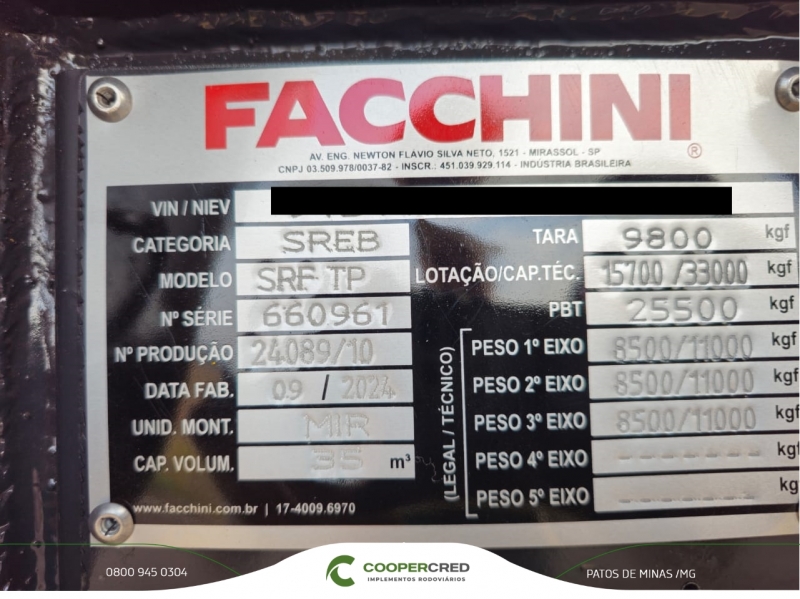 FACCHINI®
AV. ENG. NEWTON FLÁVIO SILVA NETO, 1521 - MIRASSOL - SP
CNPJ 03.509.978/0037-82 - INSCR.: 451.039.929.114 - INDÚSTRIA BRASILEIRA
VIN / NIEV
CATEGORIA SREB
MODELO SRF TP
Nº SÉRIE 660961
Nº PRODUÇÃO 24089/10
DATA FAB. 09 / 2024
UNID. MONT. MIR
CAP. VOLUM. 35 m³
TARA 9800 kgf
LOTAÇÃO/CAP.TÉC. 15700 /33000 kgf
PBT 25500 kgf
(LEGAL / TÉCNICO)
PESO 1º EIXO 8500/11000 kgf
PESO 2º EIXO 8500/11000 kgf
PESO 3º EIXO 8500/11000 kgf
PESO 4º EIXO ------- kgf
PESO 5º EIXO ------- kg
www.facchini.com.br | 17-4009.6970
0800 945 0304
COOPERCRED
IMPLEMENTOS RODOVIÁRIOS
PATOS DE MINAS /MG